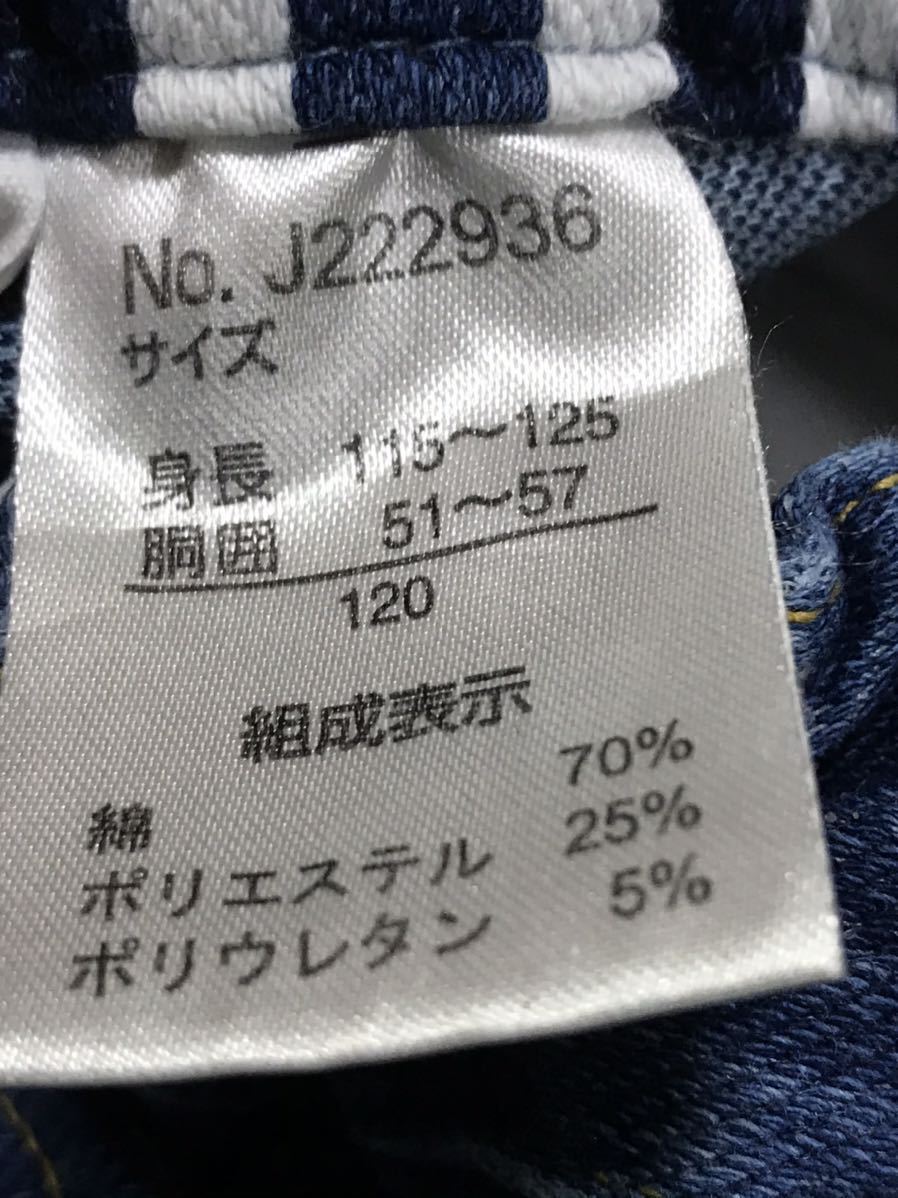 No. J222936
サイズ
身長 115～125
胴囲 51～57
120
組成表示
綿 70%
ポリエステル 25%
ポリウレタン 5%